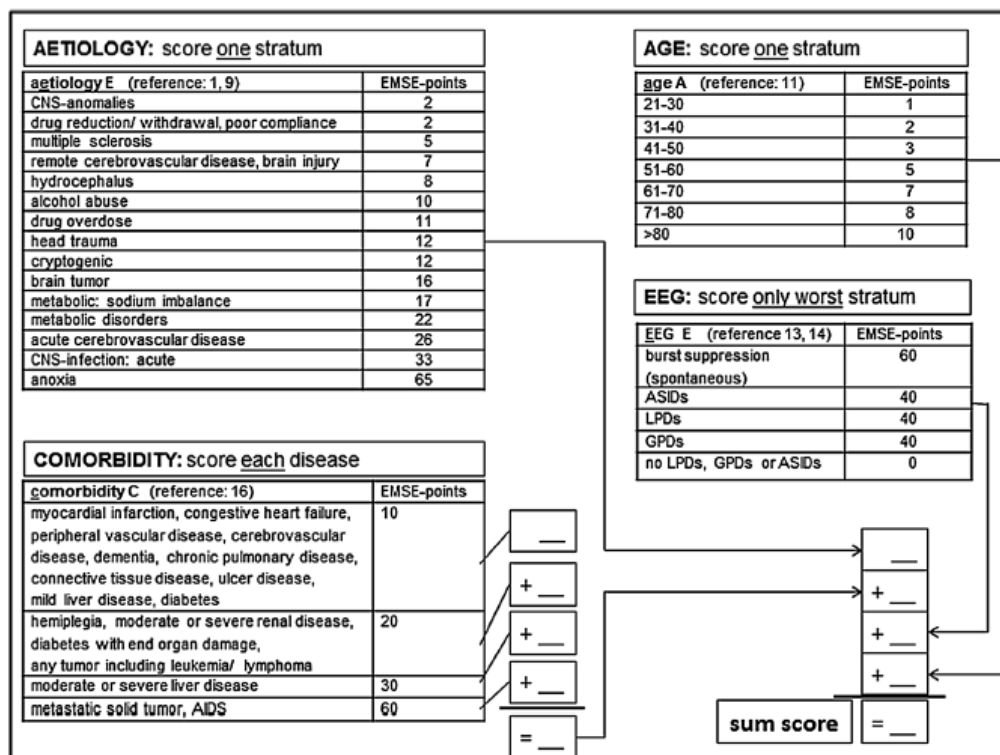 AETIOLOGY: score one stratum
aetiology E (reference: 1, 9) EMSE-points
CNS-anomalies 2
drug reduction/ withdrawal, poor compliance 2
multiple sclerosis 5
remote cerebrovascular disease, brain injury 7
hydrocephalus 8
alcohol abuse 10
drug overdose 11
head trauma 12
cryptogenic 12
brain tumor 16
metabolic: sodium imbalance 17
metabolic disorders 22
acute cerebrovascular disease 26
CNS-infection: acute 33
anoxia 65
COMORBIDITY: score each disease
comorbidity C (reference: 16) EMSE-points
myocardial infarction, congestive heart failure, 10
peripheral vascular disease, cerebrovascular
disease, dementia, chronic pulmonary disease,
connective tissue disease, ulcer disease,
mild liver disease, diabetes
hemiplegia, moderate or severe renal disease, 20
diabetes with end organ damage,
any tumor including leukemia/ lymphoma
moderate or severe liver disease 30
metastatic solid tumor, AIDS 60
__
+ __
+ __
+ __
= __
AGE: score one stratum
age A (reference: 11) EMSE-points
21-30 1
31-40 2
41-50 3
51-60 5
61-70 7
71-80 8
>80 10
EEG: score only worst stratum
EEG E (reference 13, 14) EMSE-points
burst suppression 60
(spontaneous)
ASIDs 40
LPDs 40
GPDs 40
no LPDs, GPDs or ASIDs 0
__
+ __
+ __
+ __
sum score = __